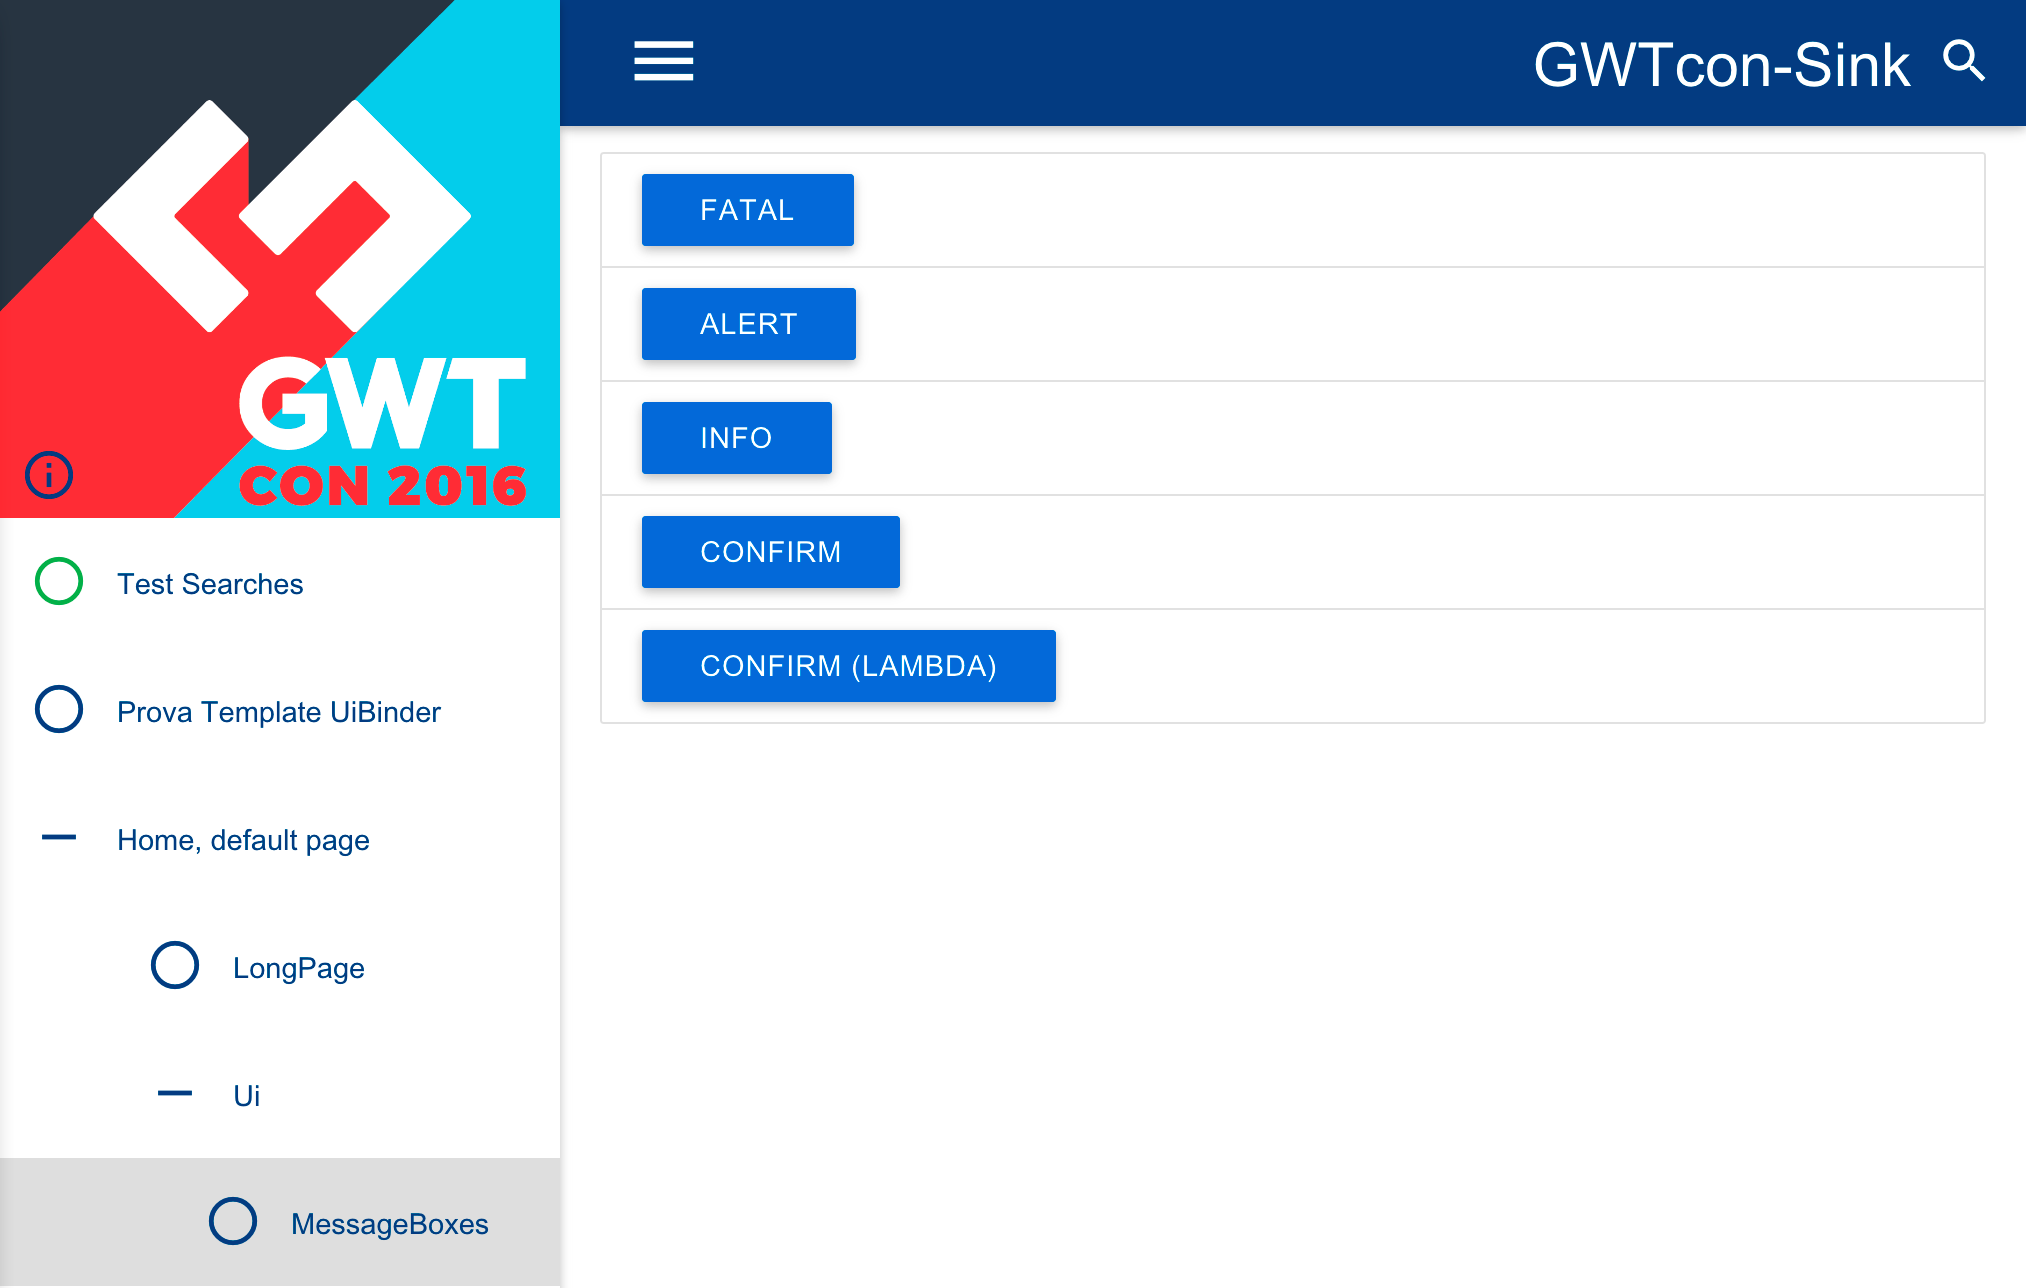 GWT
CON 2016
Test Searches
Prova Template UiBinder
Home, default page
LongPage
Ui
MessageBoxes
GWTcon-Sink
FATAL
ALERT
INFO
CONFIRM
CONFIRM (LAMBDA)